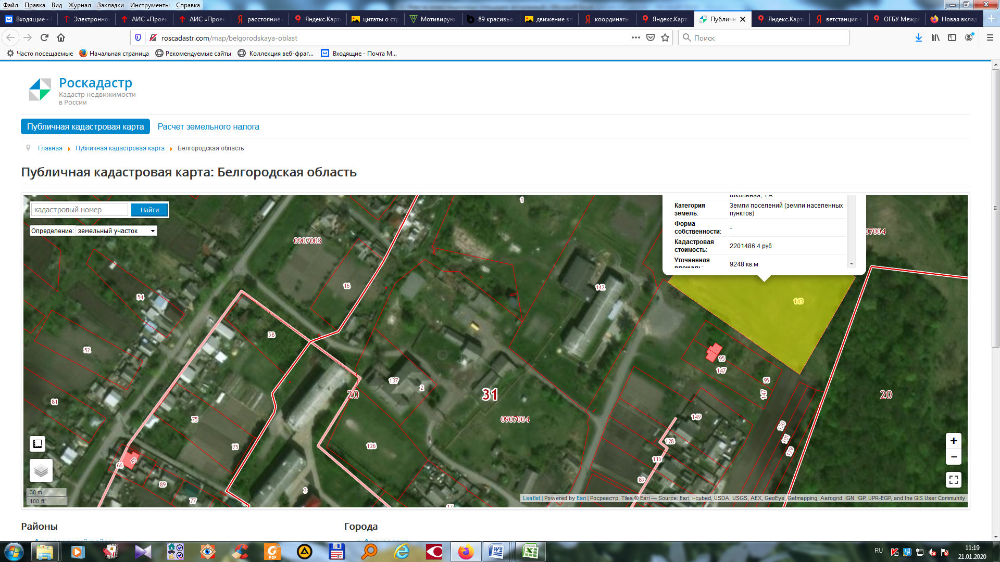 Файл Правка Вид Журнал Закладки Инструменты Справка
Входящие - Электронно АИС «Проек АИС «Проек расстояние Яндекс.Карт цитаты о стр Мотивирую 89 красивых движение вп координаты Яндекс.Карт Публичн Яндекс.Карт ветстанция в ОГБУ Межра Новая вклад
roscadastr.com/map/belgorodskaya-oblast
Поиск
Часто посещаемые Начальная страница Рекомендуемые сайты Коллекция веб-фраг... Входящие - Почта М...
Роскадастр
Кадастр недвижимости
в России
Публичная кадастровая карта Расчет земельного налога
Главная Публичная кадастровая карта Белгородская область
Публичная кадастровая карта: Белгородская область
кадастровый номер Найти
Определение: земельный участок
Школьная, 1 А
Категория земель: Земли поселений (земли населенных
пунктов)
Форма собственности: -
Кадастровая стоимость: 2201486.4 руб
Уточненная площадь: 9248 кв.м
1
07004
0903003
16
142
54
143
58
52
95
147
137
2
95
147
20
31
20
81
75
0907004
149
130
101
75
126
128
129
115
85
66
89
89
3
77
17
30 m
100 ft
+
−
Leaflet | Powered by Esri | Росреестр, Tiles © Esri — Source: Esri, i-cubed, USDA, USGS, AEX, GeoEye, Getmapping, Aerogrid, IGN, IGP, UPR-EGP, and the GIS User Community
Районы Города
RU
11:19
21.01.2020